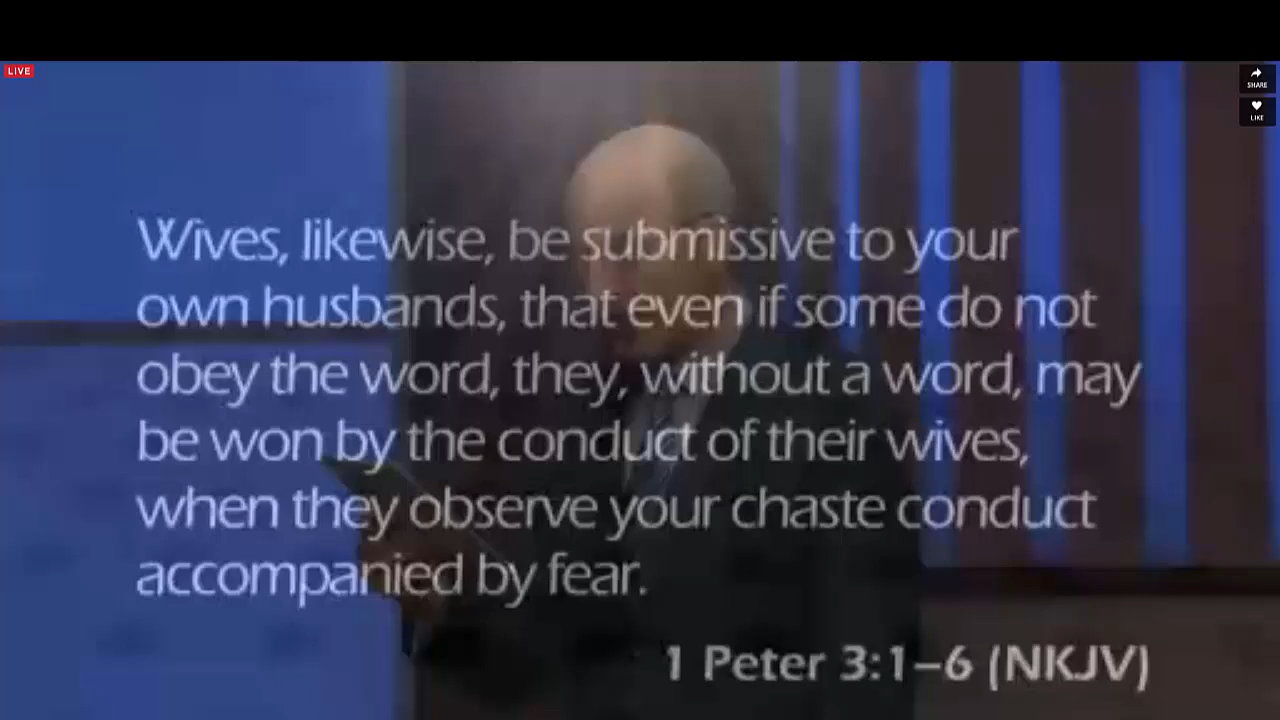 LIVE
SHARE
LIKE
Wives, likewise, be submissive to your
own husbands, that even if some do not
obey the word, they, without a word, may
be won by the conduct of their wives,
when they observe your chaste conduct
accompanied by fear.
1 Peter 3:1–6 (NKJV)